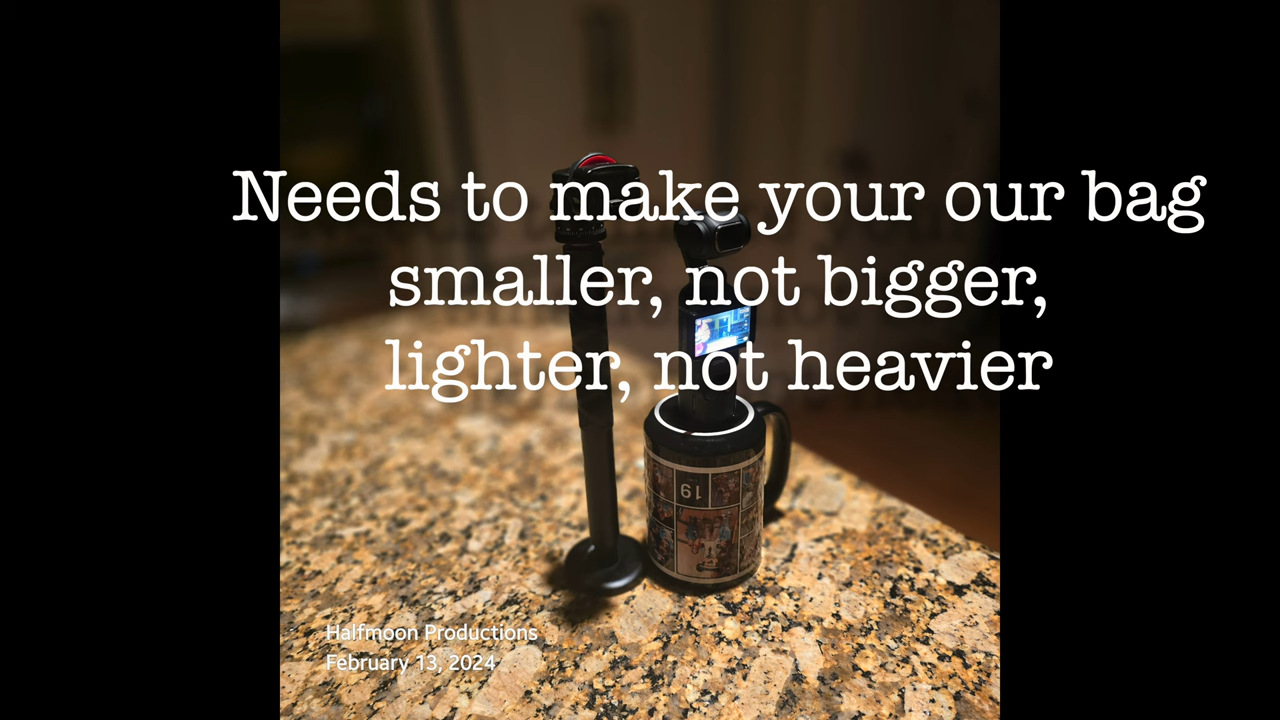 Needs to make your our bag
smaller, not bigger,
lighter, not heavier
19
Halfmoon Productions
February 13, 2024